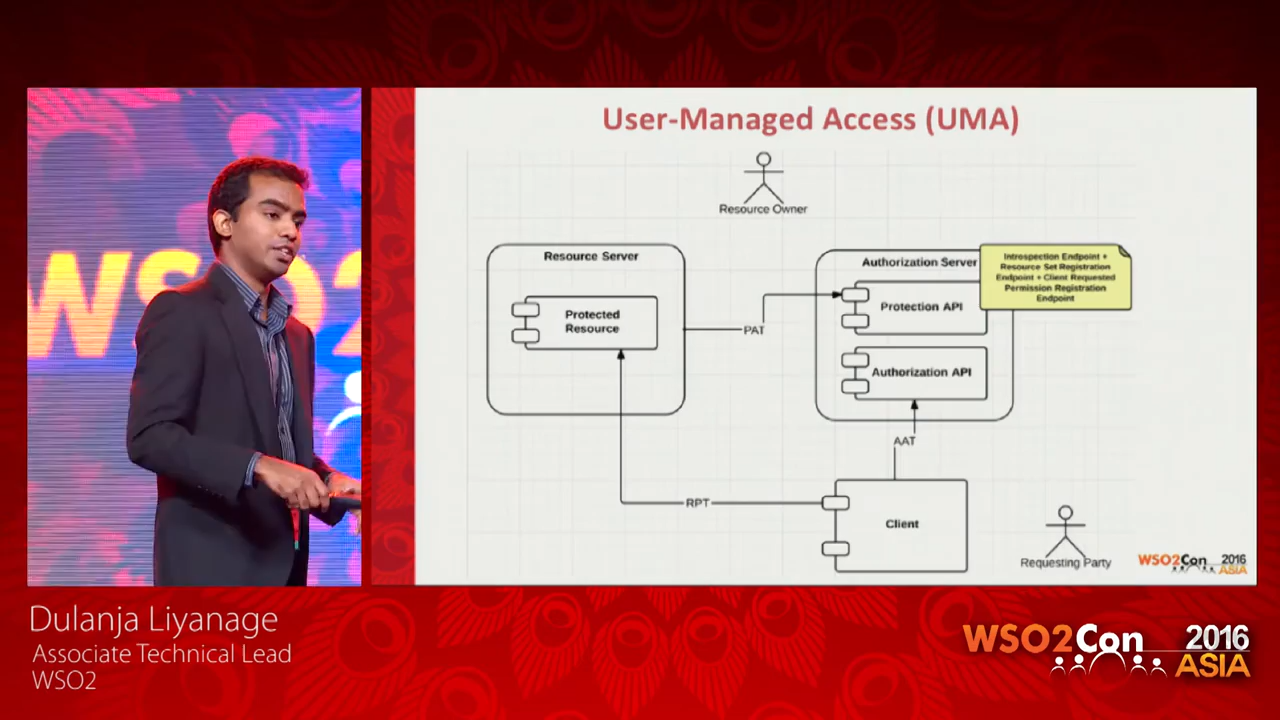 User-Managed Access (UMA)
Resource Owner
Resource Server
Protected
Resource
PAT
Authorization Server
Introspection Endpoint +
Resource Set Registration
Endpoint + Client Requested
Permission Registration
Endpoint
Protection API
Authorization API
AAT
RPT
Client
Requesting Party
WSO2Con 2016
ASIA
WSO2
Dulanja Liyanage
Associate Technical Lead
WSO2
WSO2Con 2016
ASIA